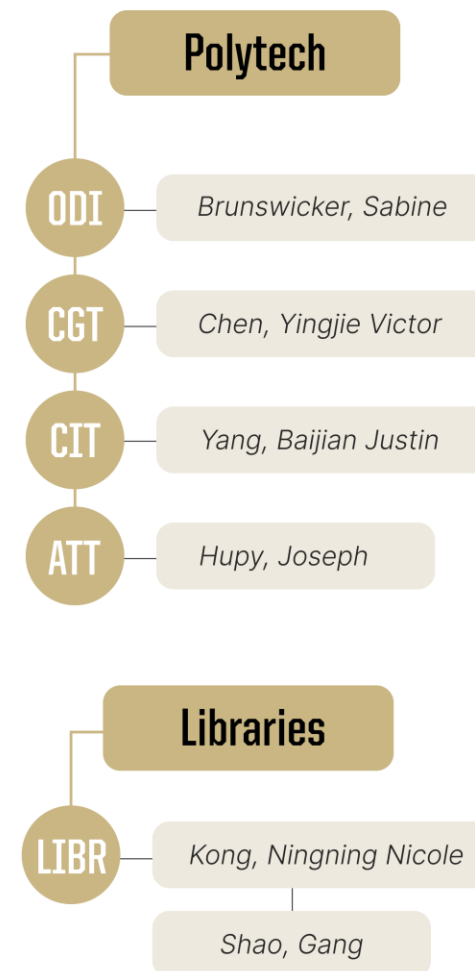 Polytech
ODI
Brunswicker, Sabine
CGT
Chen, Yingjie Victor
CIT
Yang, Baijian Justin
ATT
Hupy, Joseph
Libraries
LIBR
Kong, Ningning Nicole
Shao, Gang